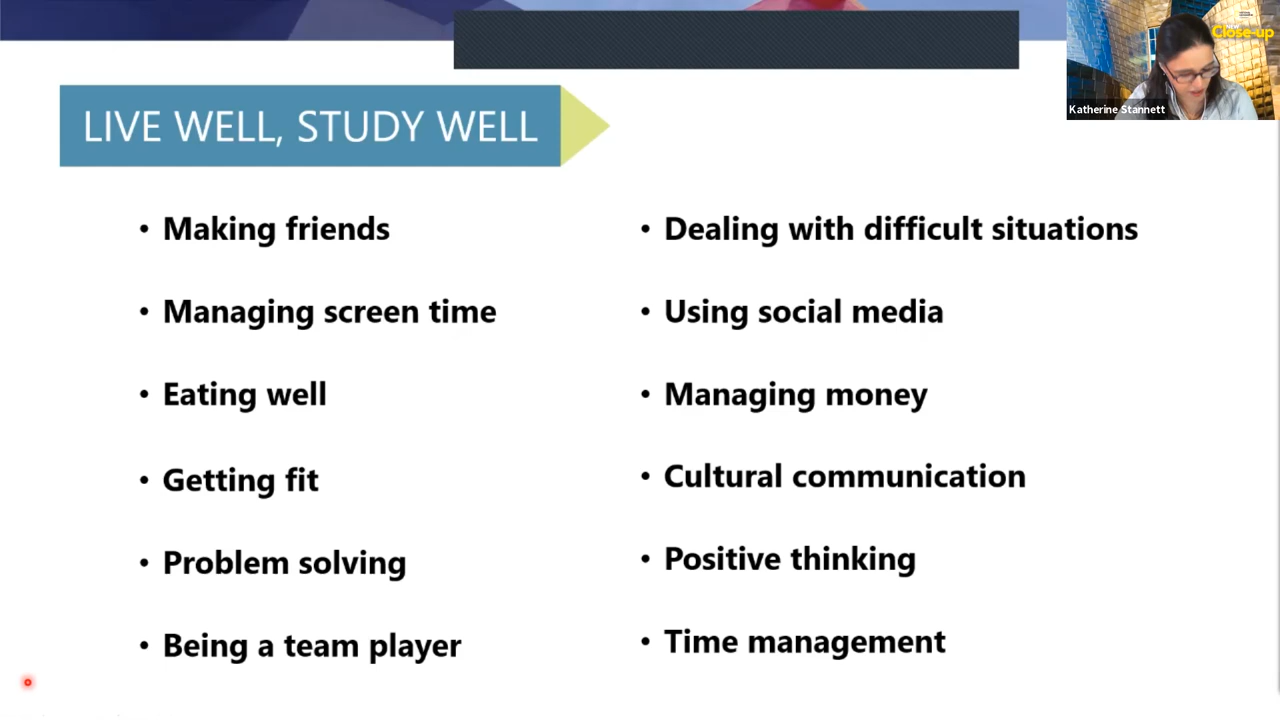 Close-up
Katherine Stannett
LIVE WELL, STUDY WELL
• Making friends
• Managing screen time
• Eating well
• Getting fit
• Problem solving
• Being a team player
• Dealing with difficult situations
• Using social media
• Managing money
• Cultural communication
• Positive thinking
• Time management